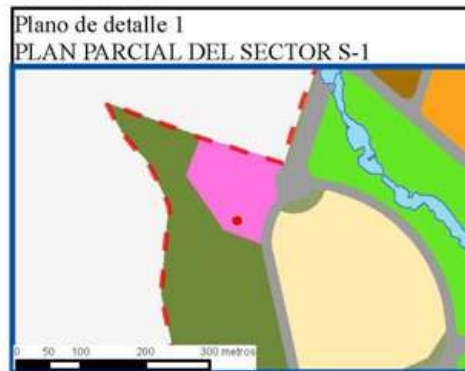 Plano de detalle 1
PLAN PARCIAL DEL SECTOR S-1
0 50 100 200 300 metros